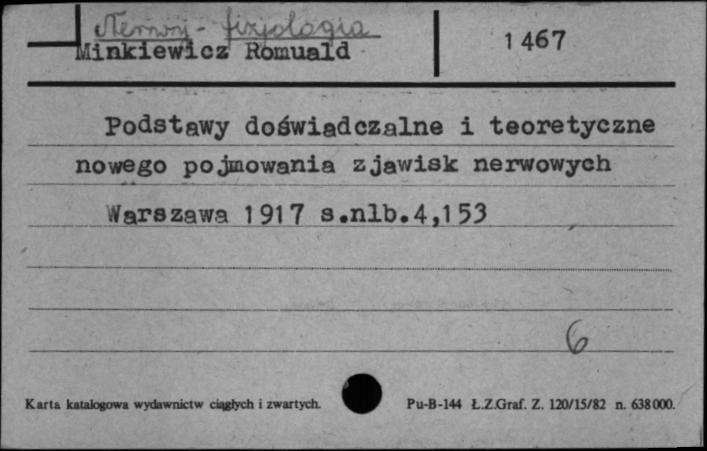 Nerwy - fizjologia
Minkiewicz Romuald
1467
Podstawy doświadczalne i teoretyczne
nowego pojmowania zjawisk nerwowych
Warszawa 1917 s.nlb.4,153
6
Karta katalogowa wydawnictw ciągłych i zwartych.
Pu-B-144 Ł.Z.Graf. Z. 120/15/82 n. 638000.